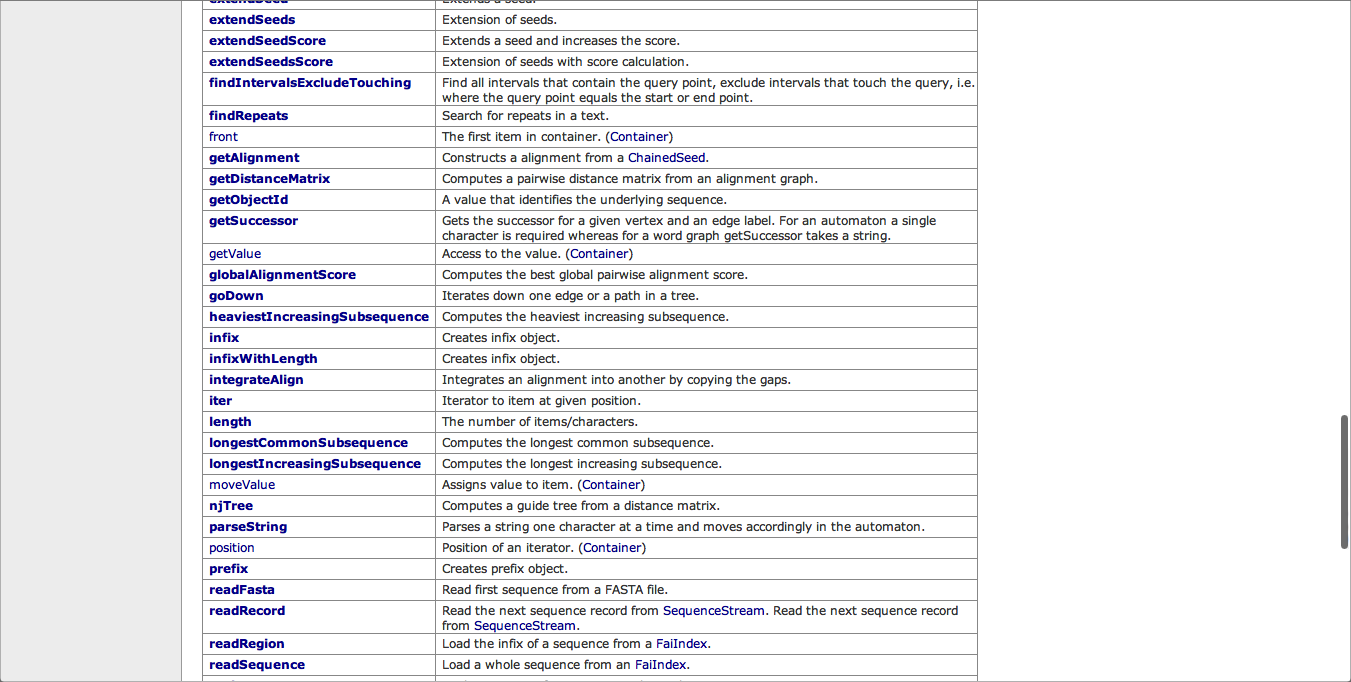 extendSeed Extends a seed.
extendSeeds Extension of seeds.
extendSeedScore Extends a seed and increases the score.
extendSeedsScore Extension of seeds with score calculation.
findIntervalsExcludeTouching Find all intervals that contain the query point, exclude intervals that touch the query, i.e.
where the query point equals the start or end point.
findRepeats Search for repeats in a text.
front The first item in container. (Container)
getAlignment Constructs a alignment from a ChainedSeed.
getDistanceMatrix Computes a pairwise distance matrix from an alignment graph.
getObjectId A value that identifies the underlying sequence.
getSuccessor Gets the successor for a given vertex and an edge label. For an automaton a single
character is required whereas for a word graph getSuccessor takes a string.
getValue Access to the value. (Container)
globalAlignmentScore Computes the best global pairwise alignment score.
goDown Iterates down one edge or a path in a tree.
heaviestIncreasingSubsequence Computes the heaviest increasing subsequence.
infix Creates infix object.
infixWithLength Creates infix object.
integrateAlign Integrates an alignment into another by copying the gaps.
iter Iterator to item at given position.
length The number of items/characters.
longestCommonSubsequence Computes the longest common subsequence.
longestIncreasingSubsequence Computes the longest increasing subsequence.
moveValue Assigns value to item. (Container)
njTree Computes a guide tree from a distance matrix.
parseString Parses a string one character at a time and moves accordingly in the automaton.
position Position of an iterator. (Container)
prefix Creates prefix object.
readFasta Read first sequence from a FASTA file.
readRecord Read the next sequence record from SequenceStream. Read the next sequence record
from SequenceStream.
readRegion Load the infix of a sequence from a FaiIndex.
readSequence Load a whole sequence from an FaiIndex.